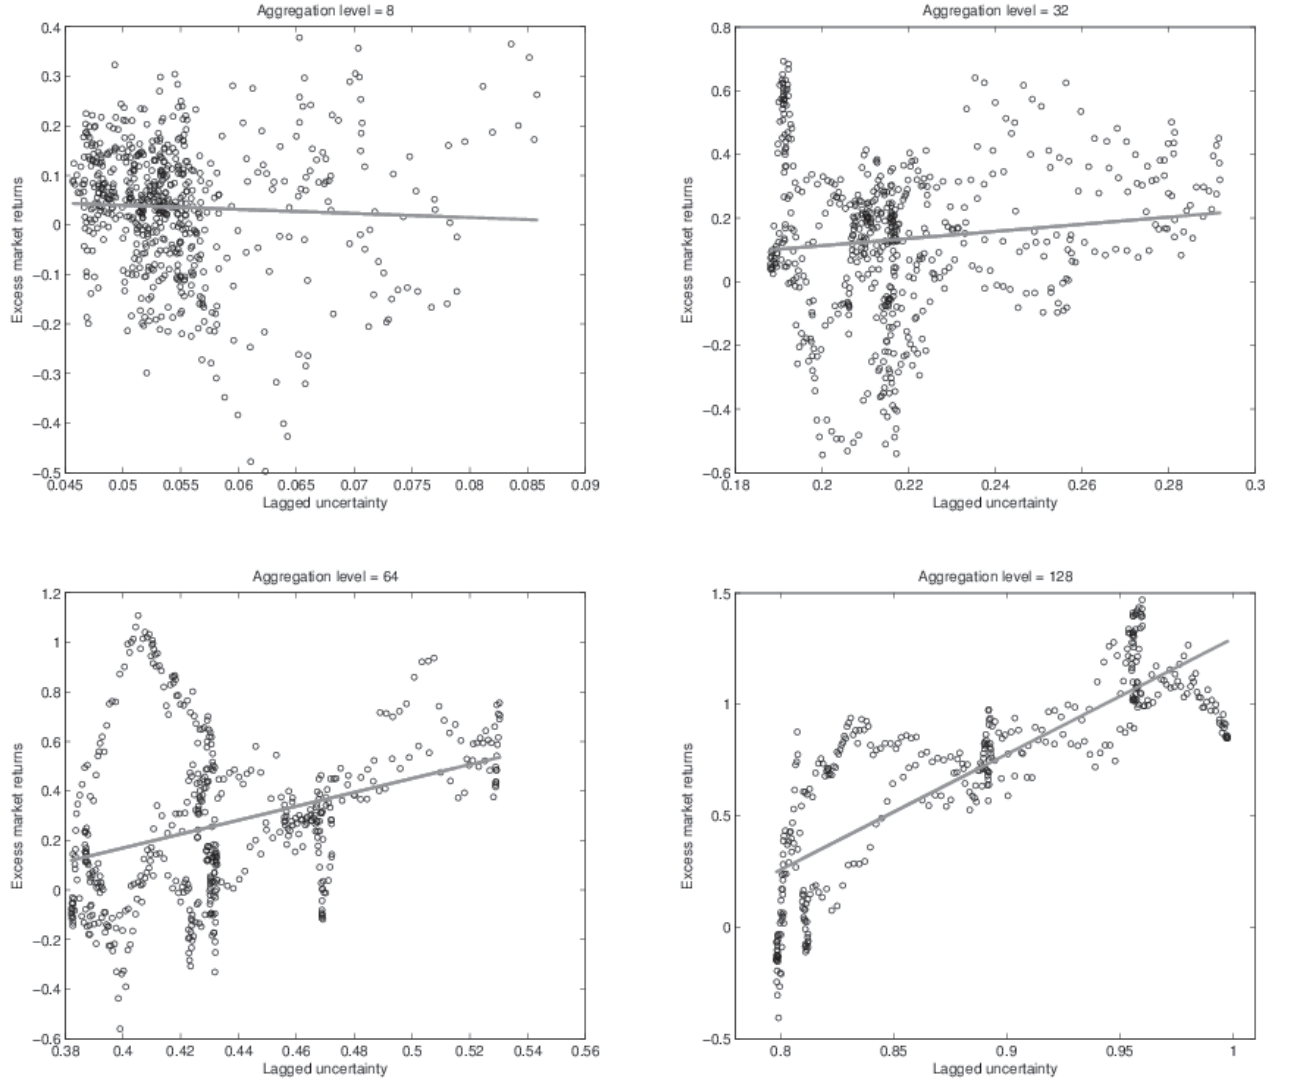 Aggregation level = 8
0.4
0.3
0.2
0.1
0
−0.1
−0.2
−0.3
−0.4
−0.5
Excess market returns
0.045 0.05 0.055 0.06 0.065 0.07 0.075 0.08 0.085 0.09
Lagged uncertainty
Aggregation level = 32
0.8
0.6
0.4
0.2
0
−0.2
−0.4
−0.6
Excess market returns
0.18 0.2 0.22 0.24 0.26 0.28 0.3
Lagged uncertainty
Aggregation level = 64
1.2
1
0.8
0.6
0.4
0.2
0
−0.2
−0.4
−0.6
Excess market returns
0.38 0.4 0.42 0.44 0.46 0.48 0.5 0.52 0.54 0.56
Lagged uncertainty
Aggregation level = 128
1.5
1
0.5
0
−0.5
Excess market returns
0.8 0.85 0.9 0.95 1
Lagged uncertainty